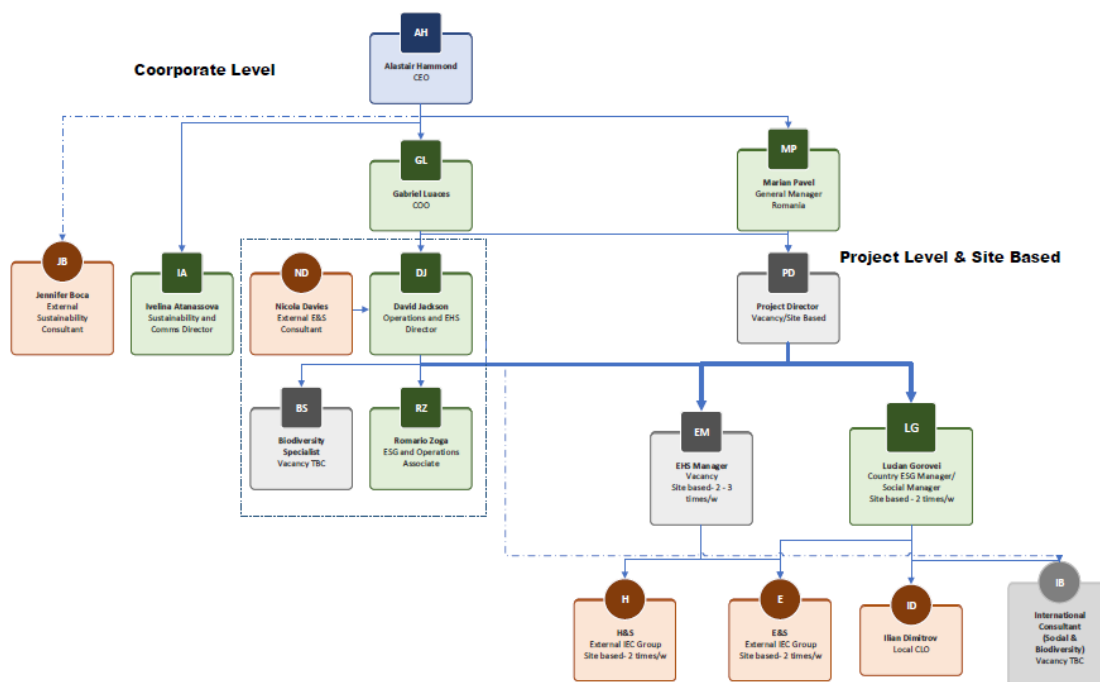 AH
Alastair Hammond
CEO
Coorporate Level
GL
Gabriel Luaces
COO
MP
Marian Pavel
General Manager
Romania
Project Level & Site Based
JB
Jennifer Boca
External
Sustainability
Consultant
IA
Ivelina Atanassova
Sustainability and
Comms Director
ND
Nicola Davies
External E&S
Consultant
DJ
David Jackson
Operations and EHS
Director
PD
Project Director
Vacancy/Site Based
BS
Biodiversity
Specialist
Vacancy TBC
RZ
Romario Zoga
ESG and Operations
Associate
EM
EHS Manager
Vacancy
Site based- 2 - 3
times/w
LG
Lucian Gorovei
Country ESG Manager/
Social Manager
Site based - 2 times/w
H
H&S
External IEC Group
Site based- 2 times/w
E
E&S
External IEC Group
Site based- 2 times/w
ID
Ilian Dimitrov
Local CLO
IB
International
Consultant
(Social &
Biodiversity)
Vacancy TBC